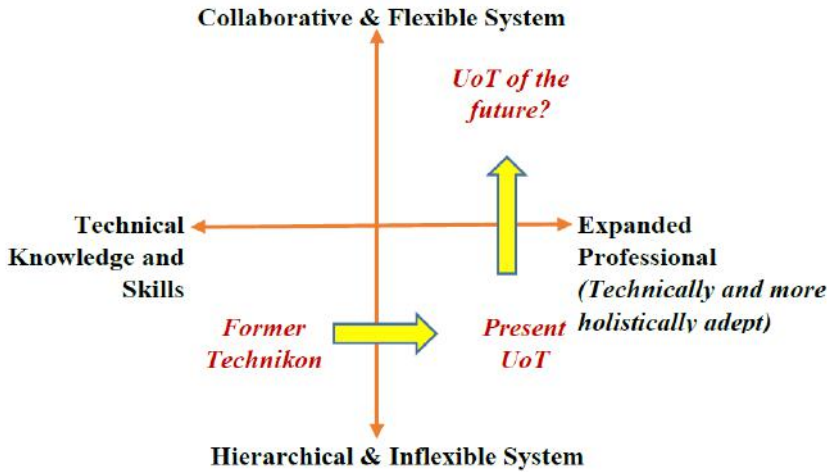 Collaborative & Flexible System
UoT of the
future?
Technical
Knowledge and
Skills
Expanded
Professional
(Technically and more
holistically adept)
Former
Technikon
Present
UoT
Hierarchical & Inflexible System